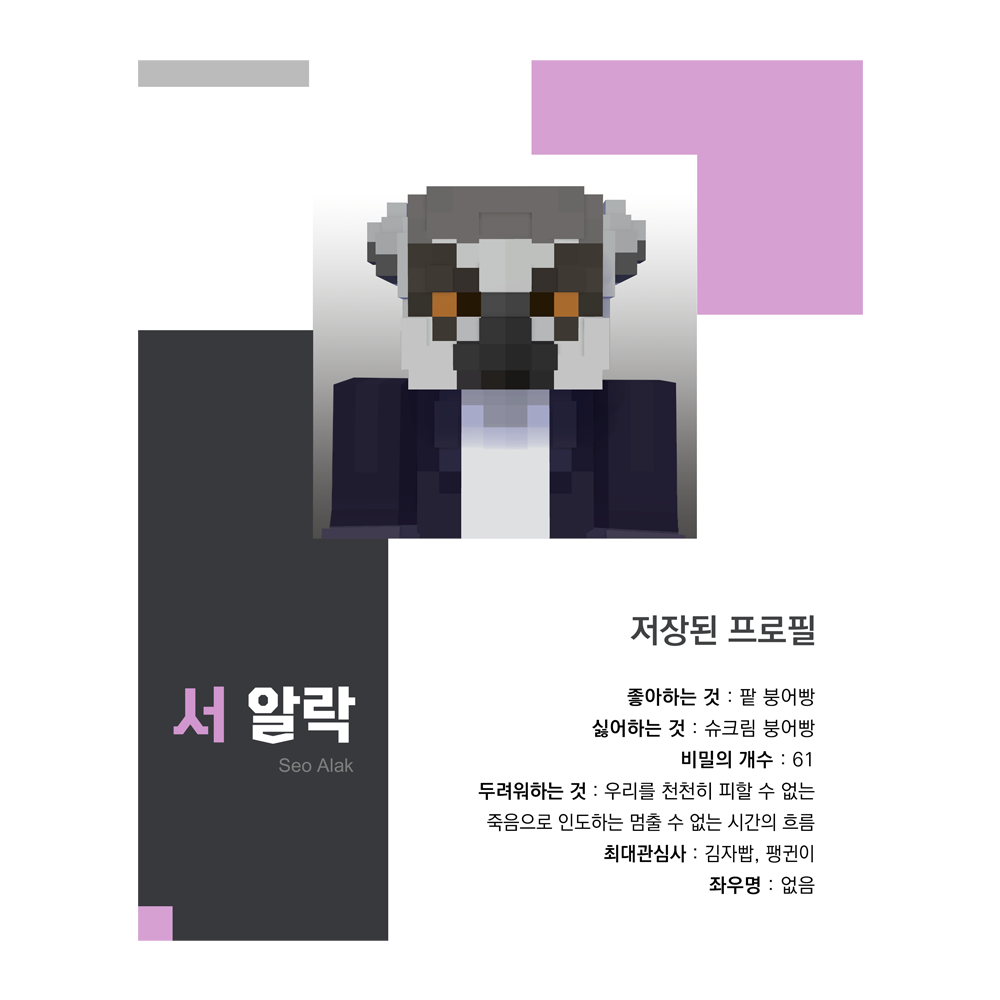 저장된 프로필
좋아하는 것 : 팥 붕어빵
싫어하는 것 : 슈크림 붕어빵
비밀의 개수 : 61
두려워하는 것 : 우리를 천천히 피할 수 없는
죽음으로 인도하는 멈출 수 없는 시간의 흐름
최대관심사 : 김자빱, 팽귄이
좌우명 : 없음
서 알락
Seo Alak